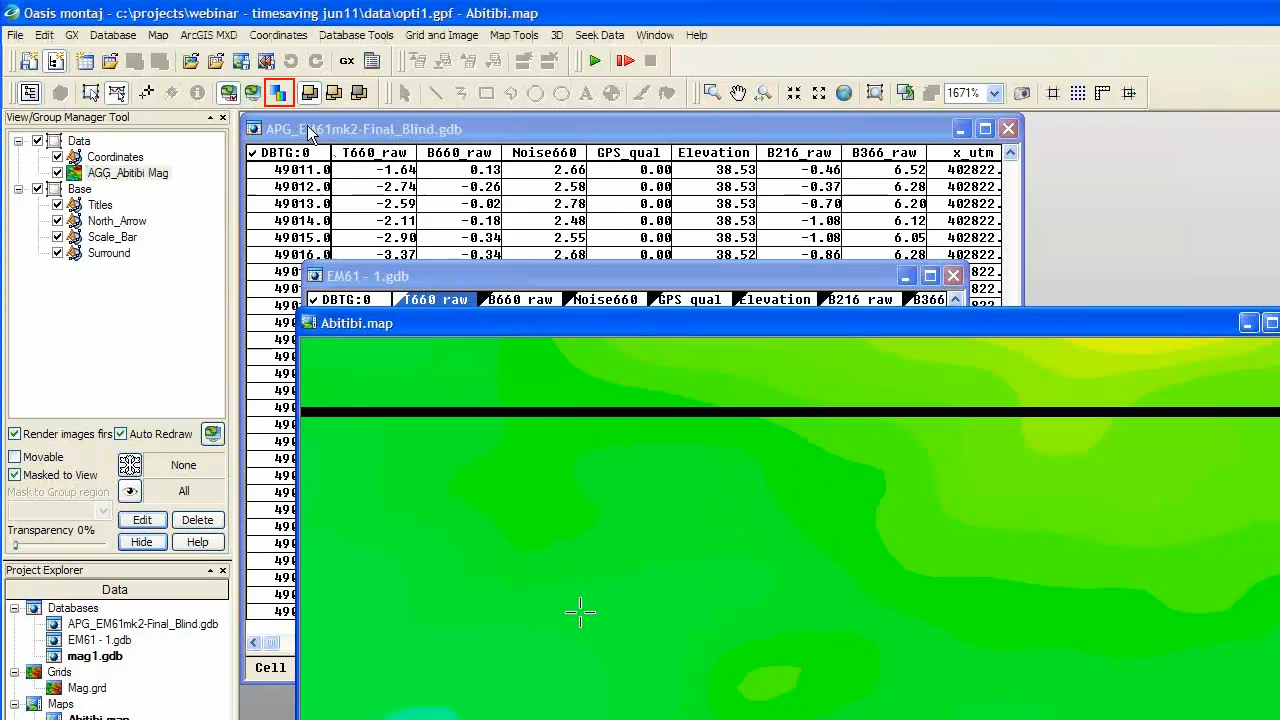 Oasis montaj - c:\projects\webinar - timesaving jun11\data\opti1.gpf - Abitibi.map
File Edit GX Database Map ArcGIS MXD Coordinates Database Tools Grid and Image Map Tools 3D Seek Data Window Help
GX
1671%
View/Group Manager Tool
Data
Coordinates
AGG_Abitibi Mag
Base
Titles
North_Arrow
Scale_Bar
Surround
Render images firs Auto Redraw
Movable None
Masked to View
Mask to Group region All
Transparency 0%
Edit Delete
Hide Help
Project Explorer
Data
Databases
APG_EM61mk2-Final_Blind.gdb
EM61 - 1.gdb
mag1.gdb
Grids
Mag.grd
Maps
Abitibi.map
APG_EM61mk2-Final_Blind.gdb
DBTG:0 T660_raw B660_raw Noise660 GPS_qual Elevation B216_raw B366_raw x_utm
49011.0 -1.64 0.13 2.66 0.00 38.53 -0.46 6.52 402822.
49012.0 -2.74 -0.26 2.58 0.00 38.53 -0.37 6.28 402822.
49013.0 -2.59 -0.02 2.78 0.00 38.53 -0.70 6.20 402822.
49014.0 -2.11 -0.18 2.48 0.00 38.53 -1.08 6.12 402822.
49015.0 -2.90 -0.34 2.55 0.00 38.53 -1.08 6.05 402822.
49016.0 -3.37 -0.34 2.68 0.00 38.53 -0.86 6.28 402822.
EM61 - 1.gdb
DBTG:0 T660_raw B660_raw Noise660 GPS_qual Elevation B216_raw B366
Abitibi.map
Cell